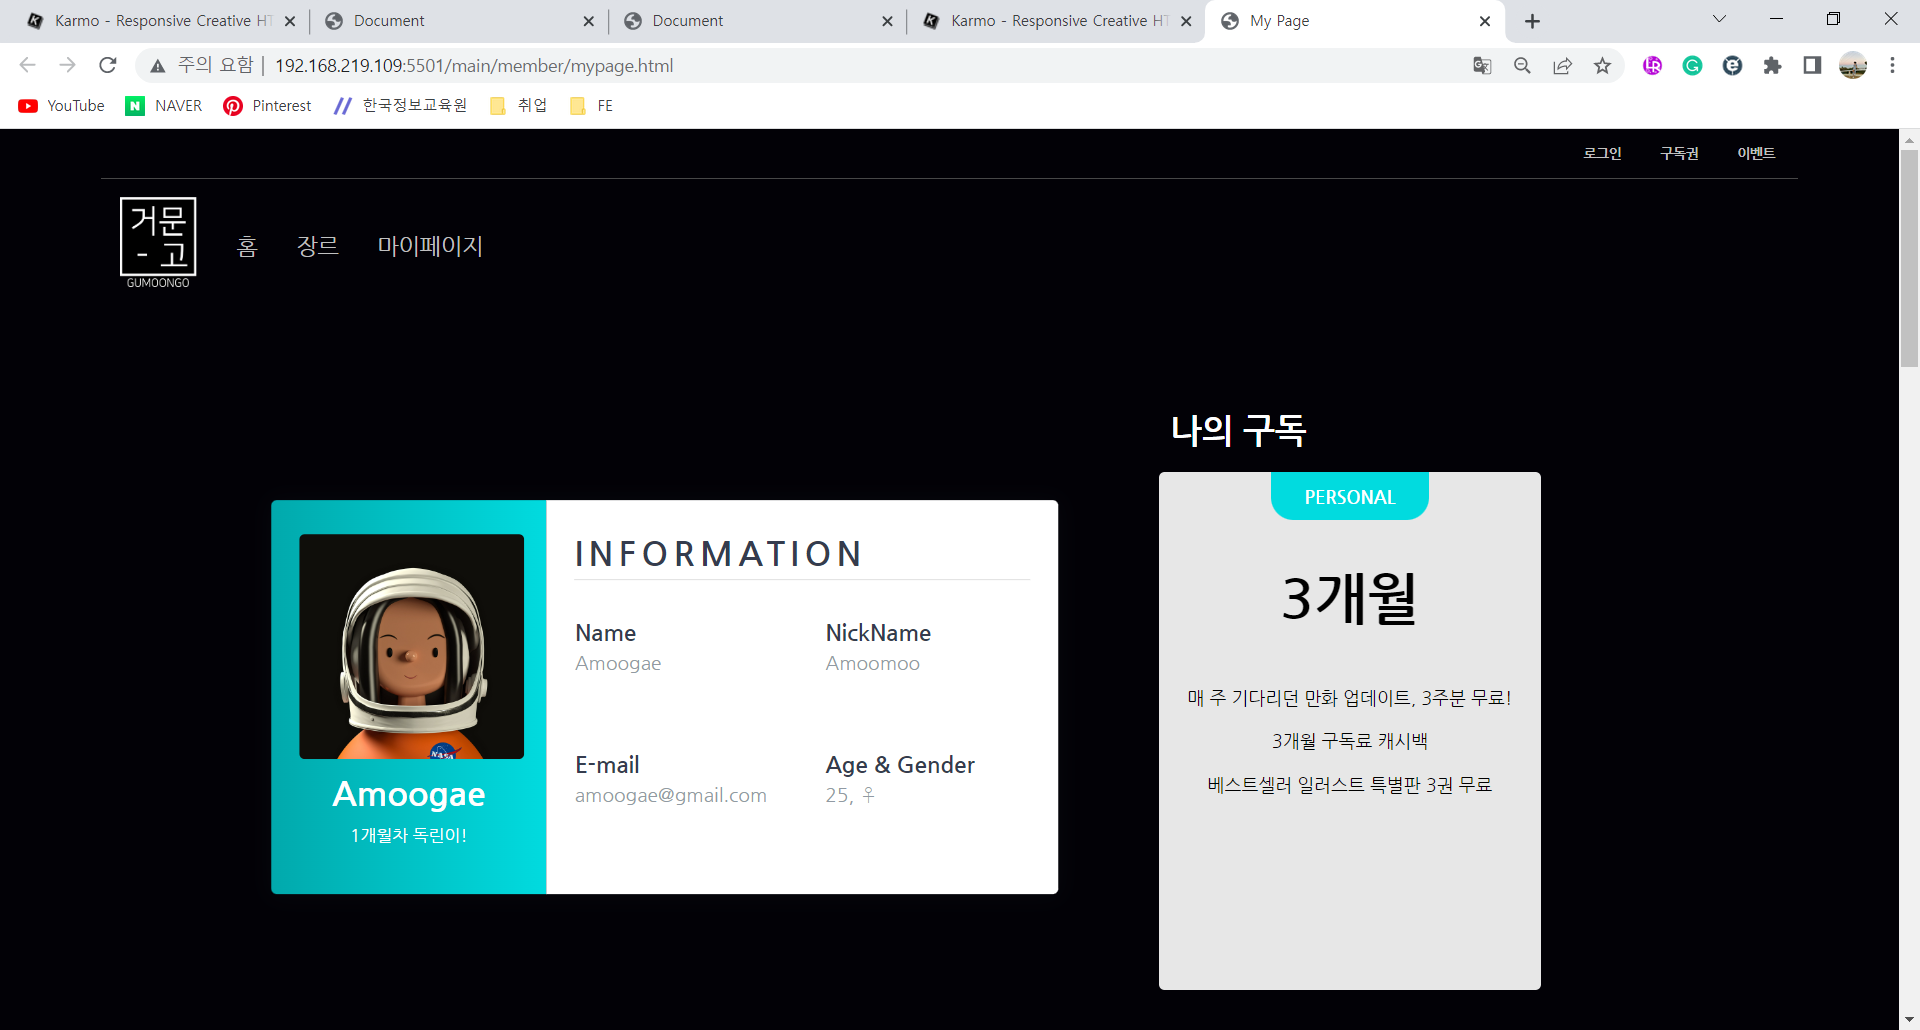 Karmo - Responsive Creative HT
Document
Document
Karmo - Responsive Creative HT
My Page
주의 요함 | 192.168.219.109:5501/main/member/mypage.html
YouTube
NAVER
Pinterest
한국정보교육원
취업
FE
로그인
구독권
이벤트
거문
- 고
GUMOONGO
홈
장르
마이페이지
나의 구독
PERSONAL
3개월
매 주 기다리던 만화 업데이트, 3주분 무료!
3개월 구독료 캐시백
베스트셀러 일러스트 특별판 3권 무료
NASA
Amoogae
1개월차 독린이!
INFORMATION
Name
Amoogae
NickName
Amoomoo
E-mail
amoogae@gmail.com
Age & Gender
25, 우